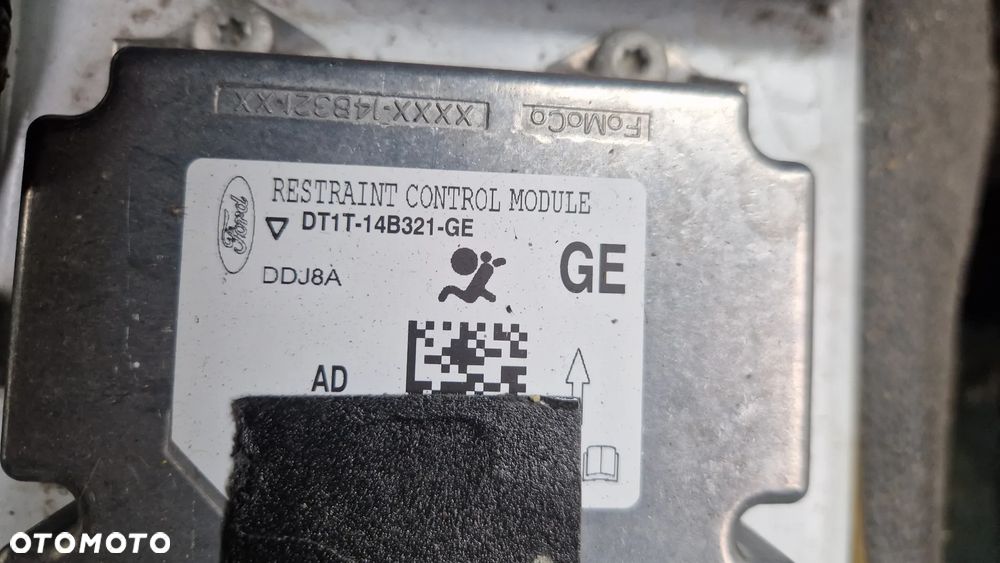 XXXX-14B321-XX
FoMoCo
RESTRAINT CONTROL MODULE
Ford
DT1T-14B321-GE
DDJ8A
GE
AD
OTOMOTO